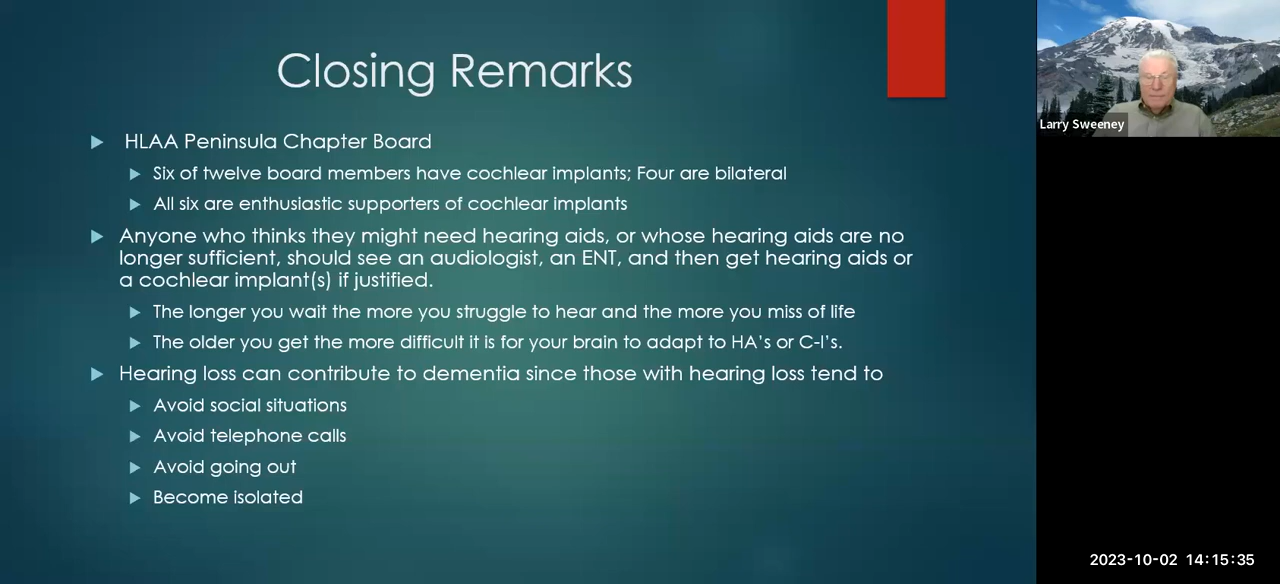 Closing Remarks
HLAA Peninsula Chapter Board
Six of twelve board members have cochlear implants; Four are bilateral
All six are enthusiastic supporters of cochlear implants
Anyone who thinks they might need hearing aids, or whose hearing aids are no
longer sufficient, should see an audiologist, an ENT, and then get hearing aids or
a cochlear implant(s) if justified.
The longer you wait the more you struggle to hear and the more you miss of life
The older you get the more difficult it is for your brain to adapt to HA's or C-I's.
Hearing loss can contribute to dementia since those with hearing loss tend to
Avoid social situations
Avoid telephone calls
Avoid going out
Become isolated
Larry Sweeney
2023-10-02 14:15:35